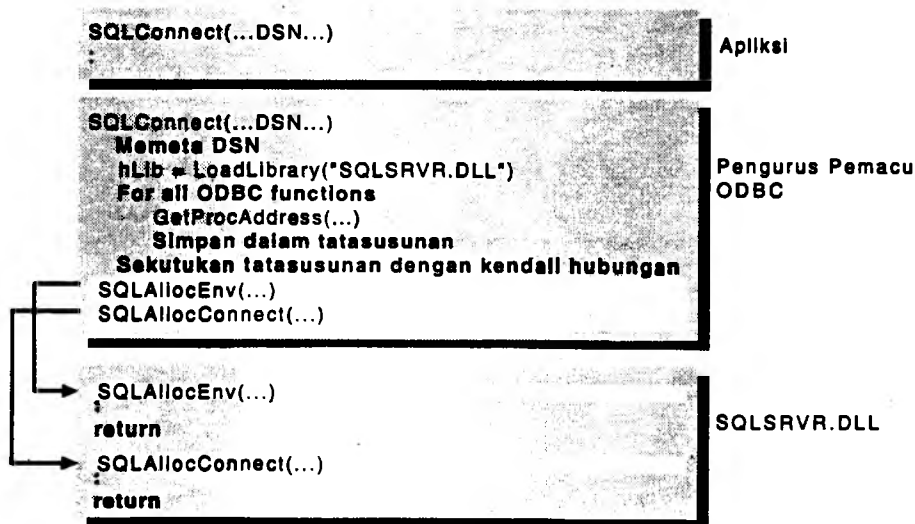 SQLConnect(...DSN...)
:
Apliksi
SQLConnect(...DSN...)
Memeta DSN
hLib = LoadLibrary("SQLSRVR.DLL")
For all ODBC functions
GetProcAddress(...)
Simpan dalam tatasusunan
Sekutukan tatasusunan dengan kendali hubungan
SQLAllocEnv(...)
SQLAllocConnect(...)
Pengurus Pemacu
ODBC
SQLAllocEnv(...)
:
return
SQLAllocConnect(...)
:
return
SQLSRVR.DLL